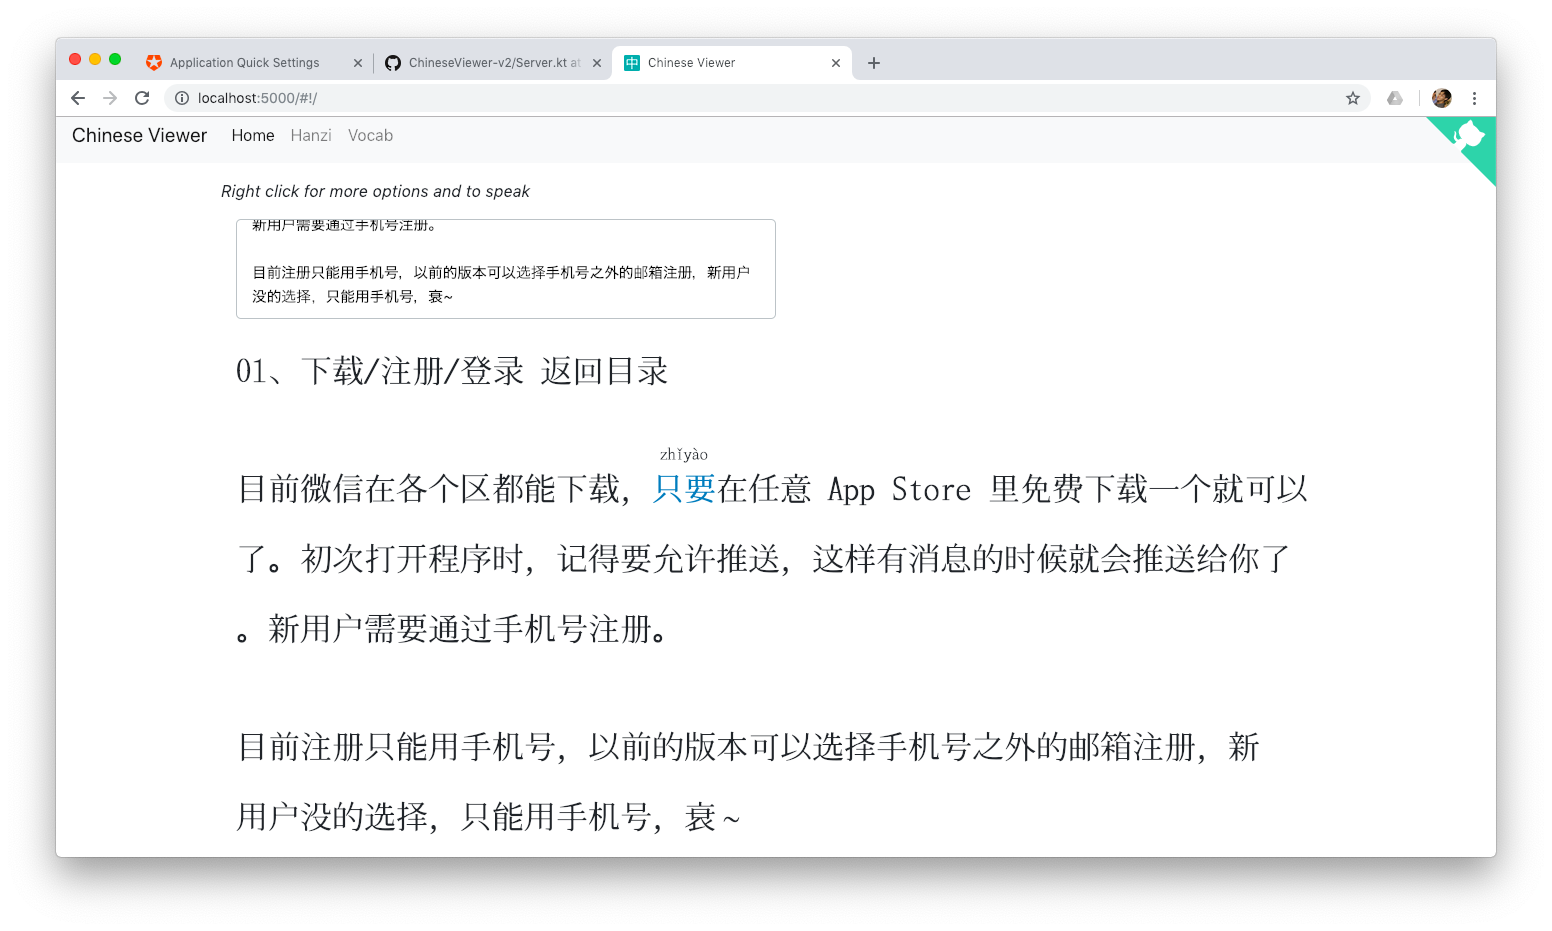 Application Quick Settings
ChineseViewer-v2/Server.kt at
Chinese Viewer
localhost:5000/#!/
Chinese Viewer Home Hanzi Vocab
Right click for more options and to speak
新用户需要通过手机号注册。
目前注册只能用手机号，以前的版本可以选择手机号之外的邮箱注册，新用户
没的选择，只能用手机号，衰~
01、下载/注册/登录 返回目录
zhǐyào
目前微信在各个区都能下载，只要在任意 App Store 里免费下载一个就可以
了。初次打开程序时，记得要允许推送，这样有消息的时候就会推送给你了
。新用户需要通过手机号注册。
目前注册只能用手机号，以前的版本可以选择手机号之外的邮箱注册，新
用户没的选择，只能用手机号，衰~